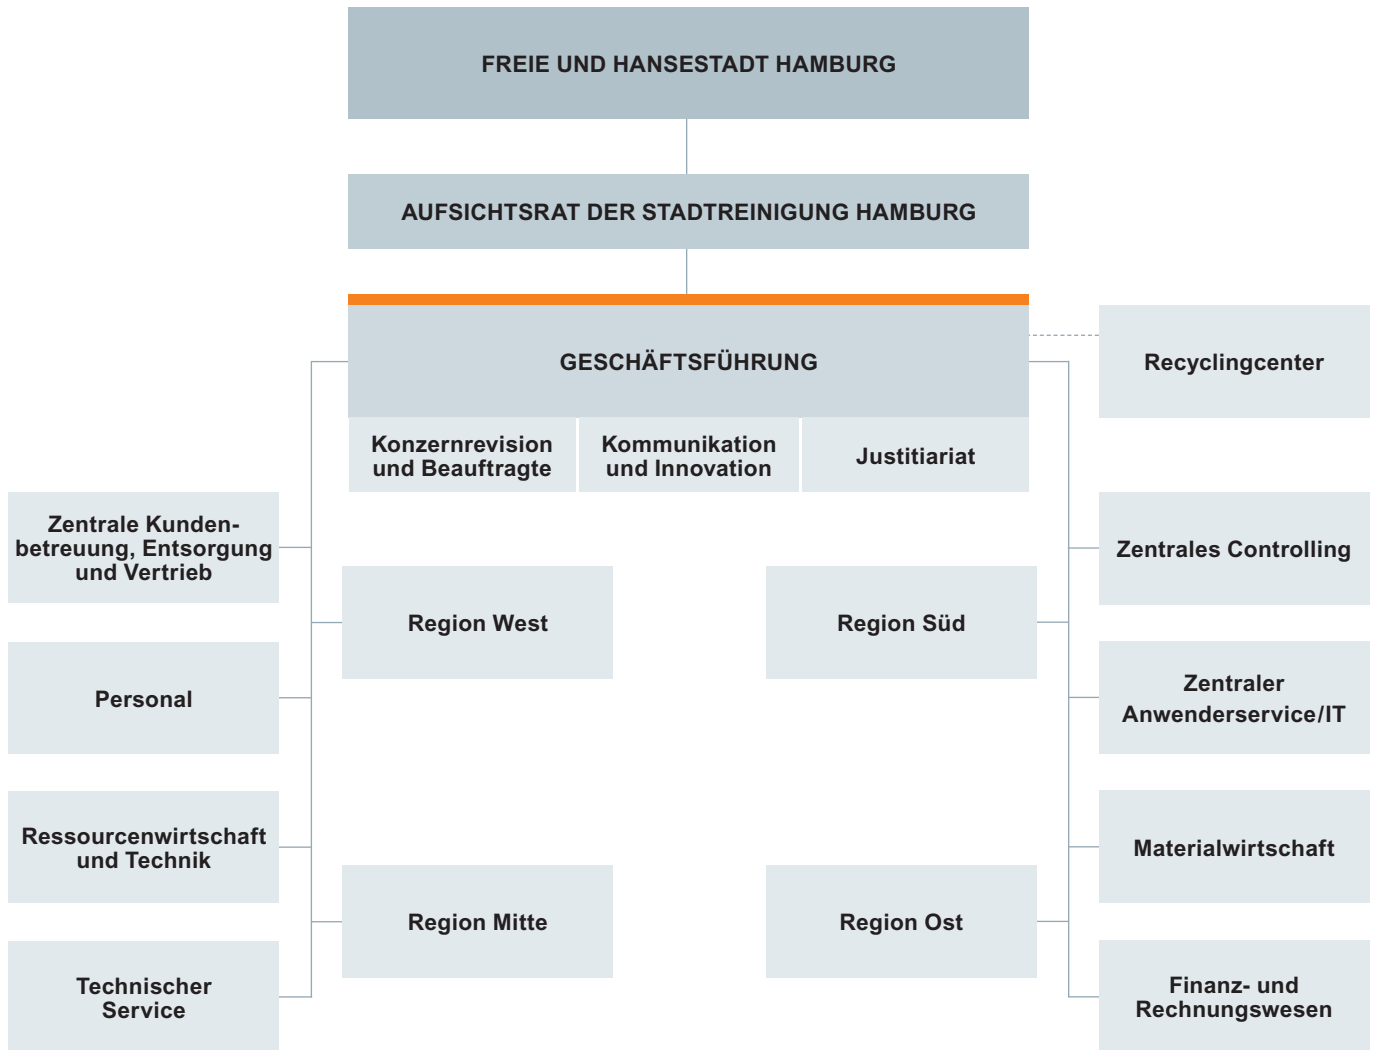 FREIE UND HANSESTADT HAMBURG
AUFSICHTSRAT DER STADTREINIGUNG HAMBURG
GESCHÄFTSFÜHRUNG
Recyclingcenter
Konzernrevision
und Beauftragte
Kommunikation
und Innovation
Justitiariat
Zentrale Kunden-
betreuung, Entsorgung
und Vertrieb
Zentrales Controlling
Region West
Region Süd
Personal
Zentraler
Anwenderservice/IT
Ressourcenwirtschaft
und Technik
Materialwirtschaft
Region Mitte
Region Ost
Technischer
Service
Finanz- und
Rechnungswesen